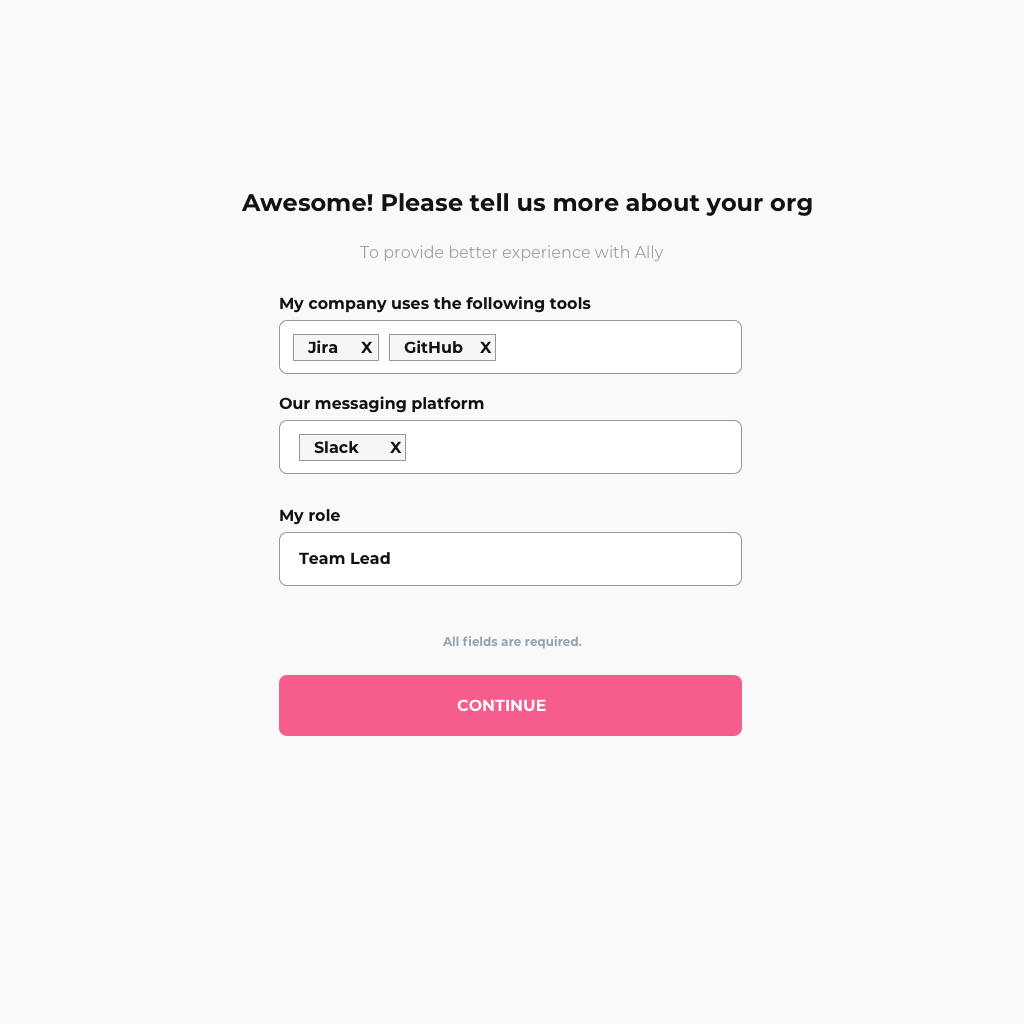 Awesome! Please tell us more about your org
To provide better experience with Ally
My company uses the following tools
Jira X GitHub X
Our messaging platform
Slack X
My role
Team Lead
All fields are required.
CONTINUE